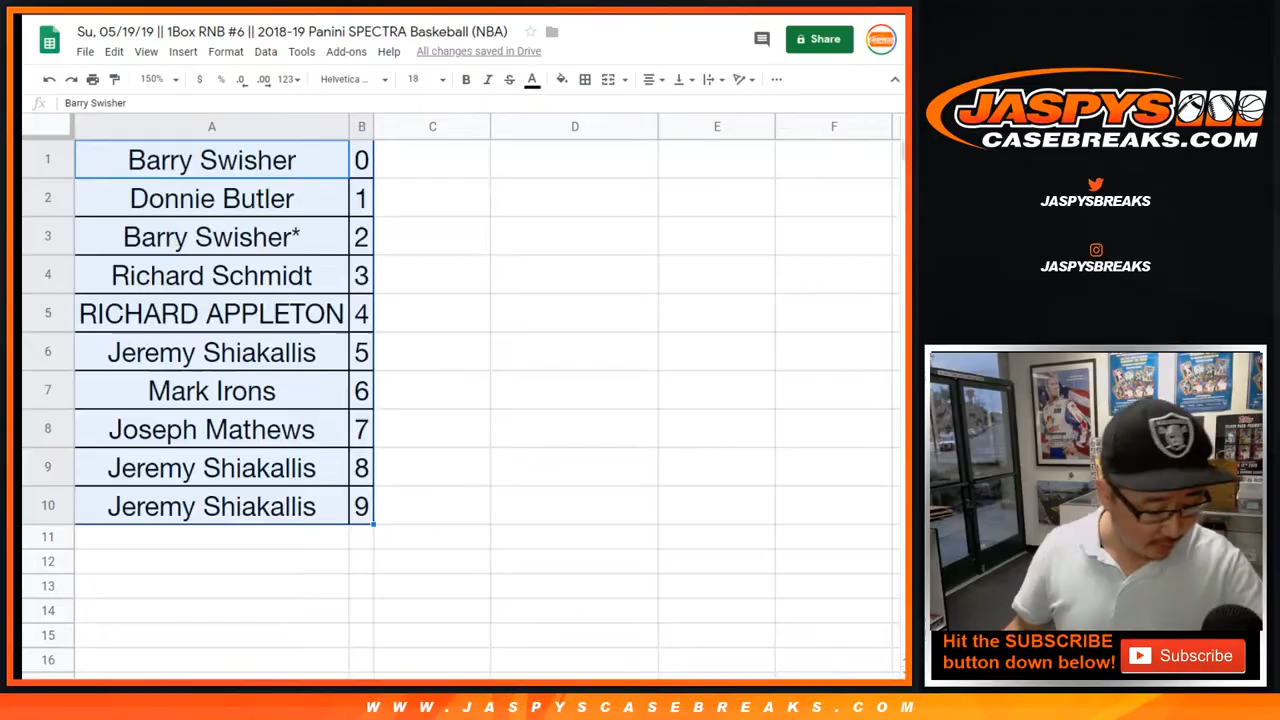 Su, 05/19/19 || 1Box RNB #6 || 2018-19 Panini SPECTRA Baskeball (NBA)
File Edit View Insert Format Data Tools Add-ons Help All changes saved in Drive
Share
150% $ % .0 .00 123 Helvetica ... 18 B I S A
fx Barry Swisher
A B C D E F
1 Barry Swisher 0
2 Donnie Butler 1
3 Barry Swisher* 2
4 Richard Schmidt 3
5 RICHARD APPLETON 4
6 Jeremy Shiakallis 5
7 Mark Irons 6
8 Joseph Mathews 7
9 Jeremy Shiakallis 8
10 Jeremy Shiakallis 9
11
12
13
14
15
16
JASPYS
CASEBREAKS.COM
JASPYSBREAKS
JASPYSBREAKS
Hit the SUBSCRIBE
button down below!
Subscribe
WWW.JASPYSCASEBREAKS.COM